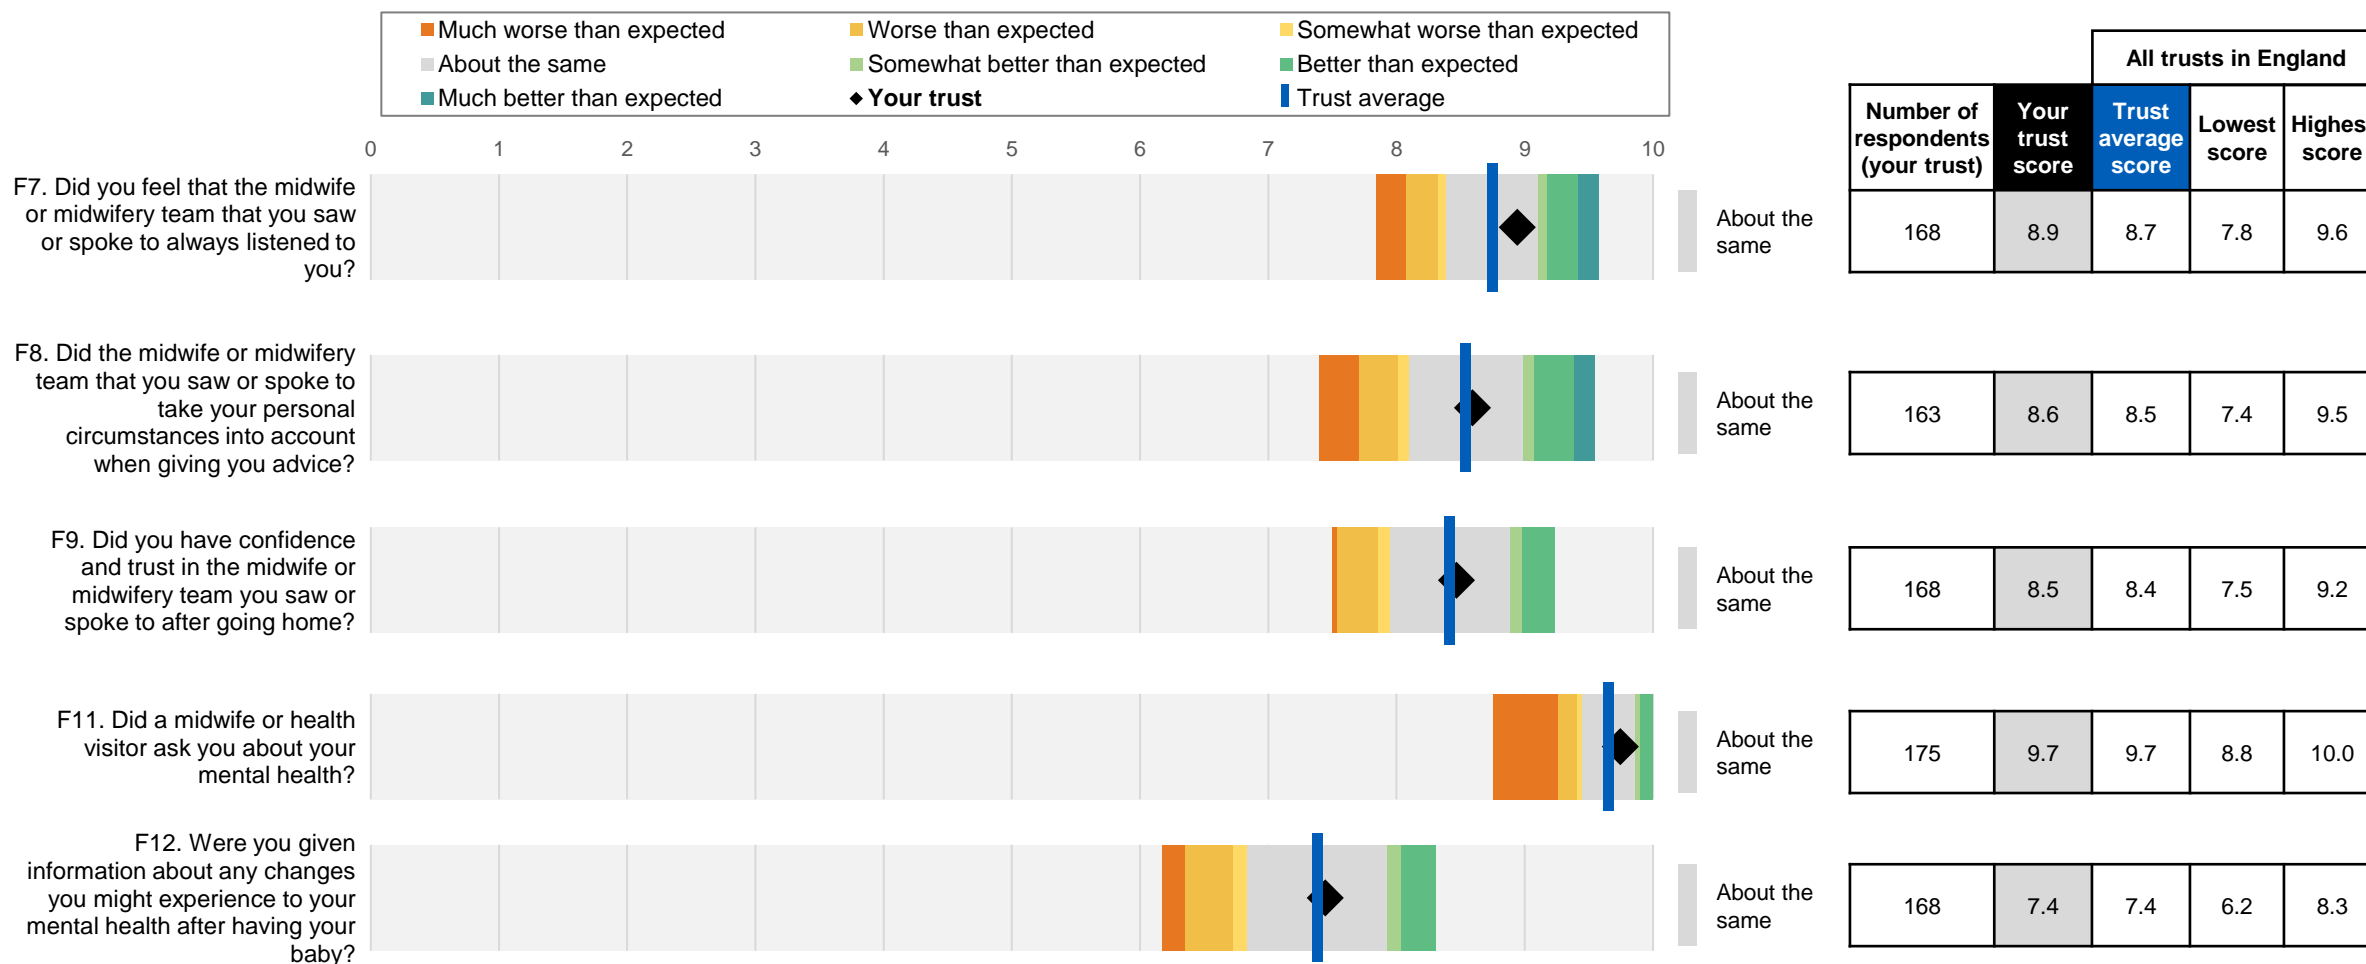 Much worse than expected
Worse than expected
Somewhat worse than expected
About the same
Somewhat better than expected
Better than expected
Much better than expected
Your trust
Trust average
All trusts in England
Number of
respondents
(your trust)
Your
trust
score
Trust
average
score
Lowest
score
Highes
score
0 1 2 3 4 5 6 7 8 9 10
F7. Did you feel that the midwife
or midwifery team that you saw
or spoke to always listened to
you?
About the
same
168 8.9 8.7 7.8 9.6
F8. Did the midwife or midwifery
team that you saw or spoke to
take your personal
circumstances into account
when giving you advice?
About the
same
163 8.6 8.5 7.4 9.5
F9. Did you have confidence
and trust in the midwife or
midwifery team you saw or
spoke to after going home?
About the
same
168 8.5 8.4 7.5 9.2
F11. Did a midwife or health
visitor ask you about your
mental health?
About the
same
175 9.7 9.7 8.8 10.0
F12. Were you given
information about any changes
you might experience to your
mental health after having your
baby?
About the
same
168 7.4 7.4 6.2 8.3